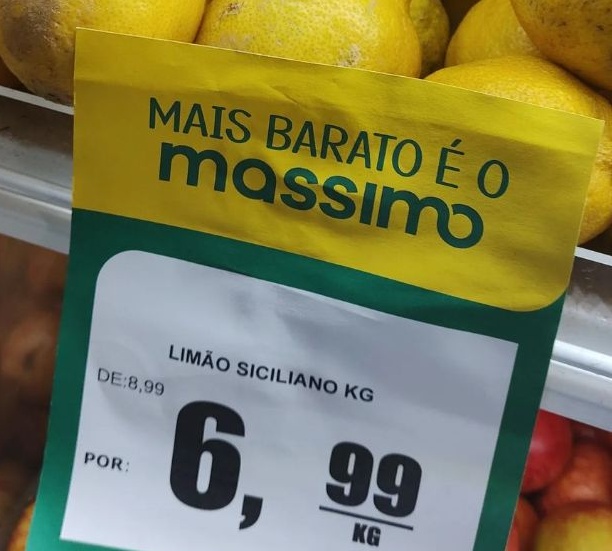 MAIS BARATO É O
massimo
LIMÃO SICILIANO KG
DE:8,99
POR: 6,99
KG